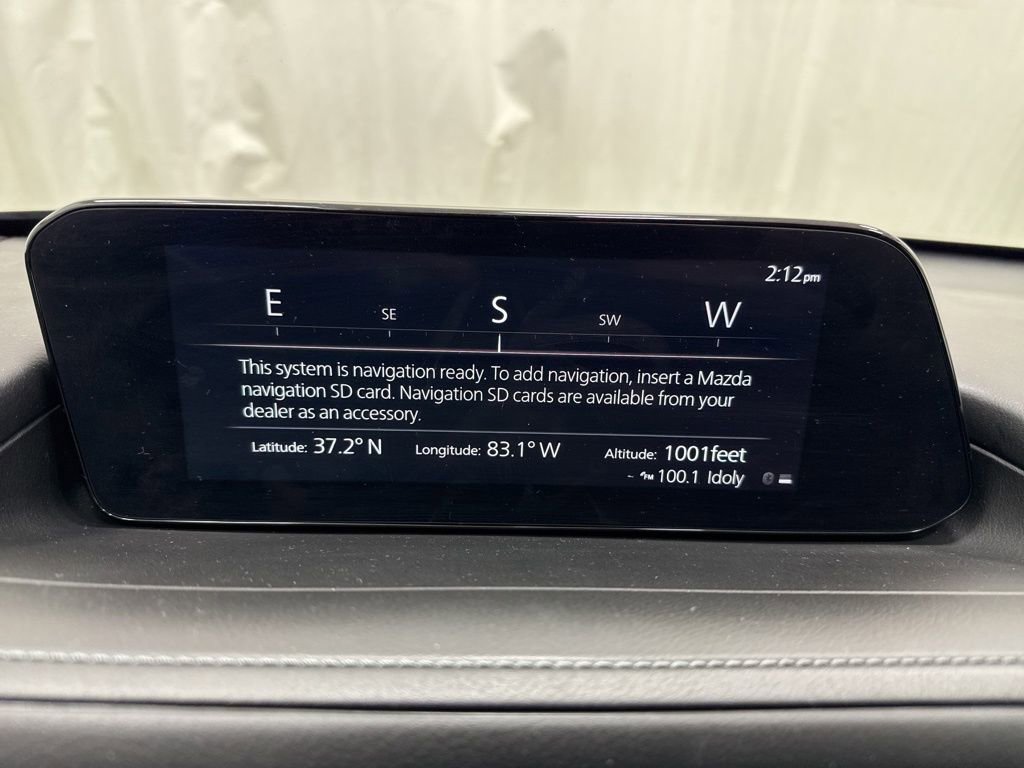 2:12pm
E SE S SW W
This system is navigation ready. To add navigation, insert a Mazda
navigation SD card. Navigation SD cards are available from your
dealer as an accessory.
Latitude: 37.2° N Longitude: 83.1° W Altitude: 1001feet
FM 100.1 Idoly